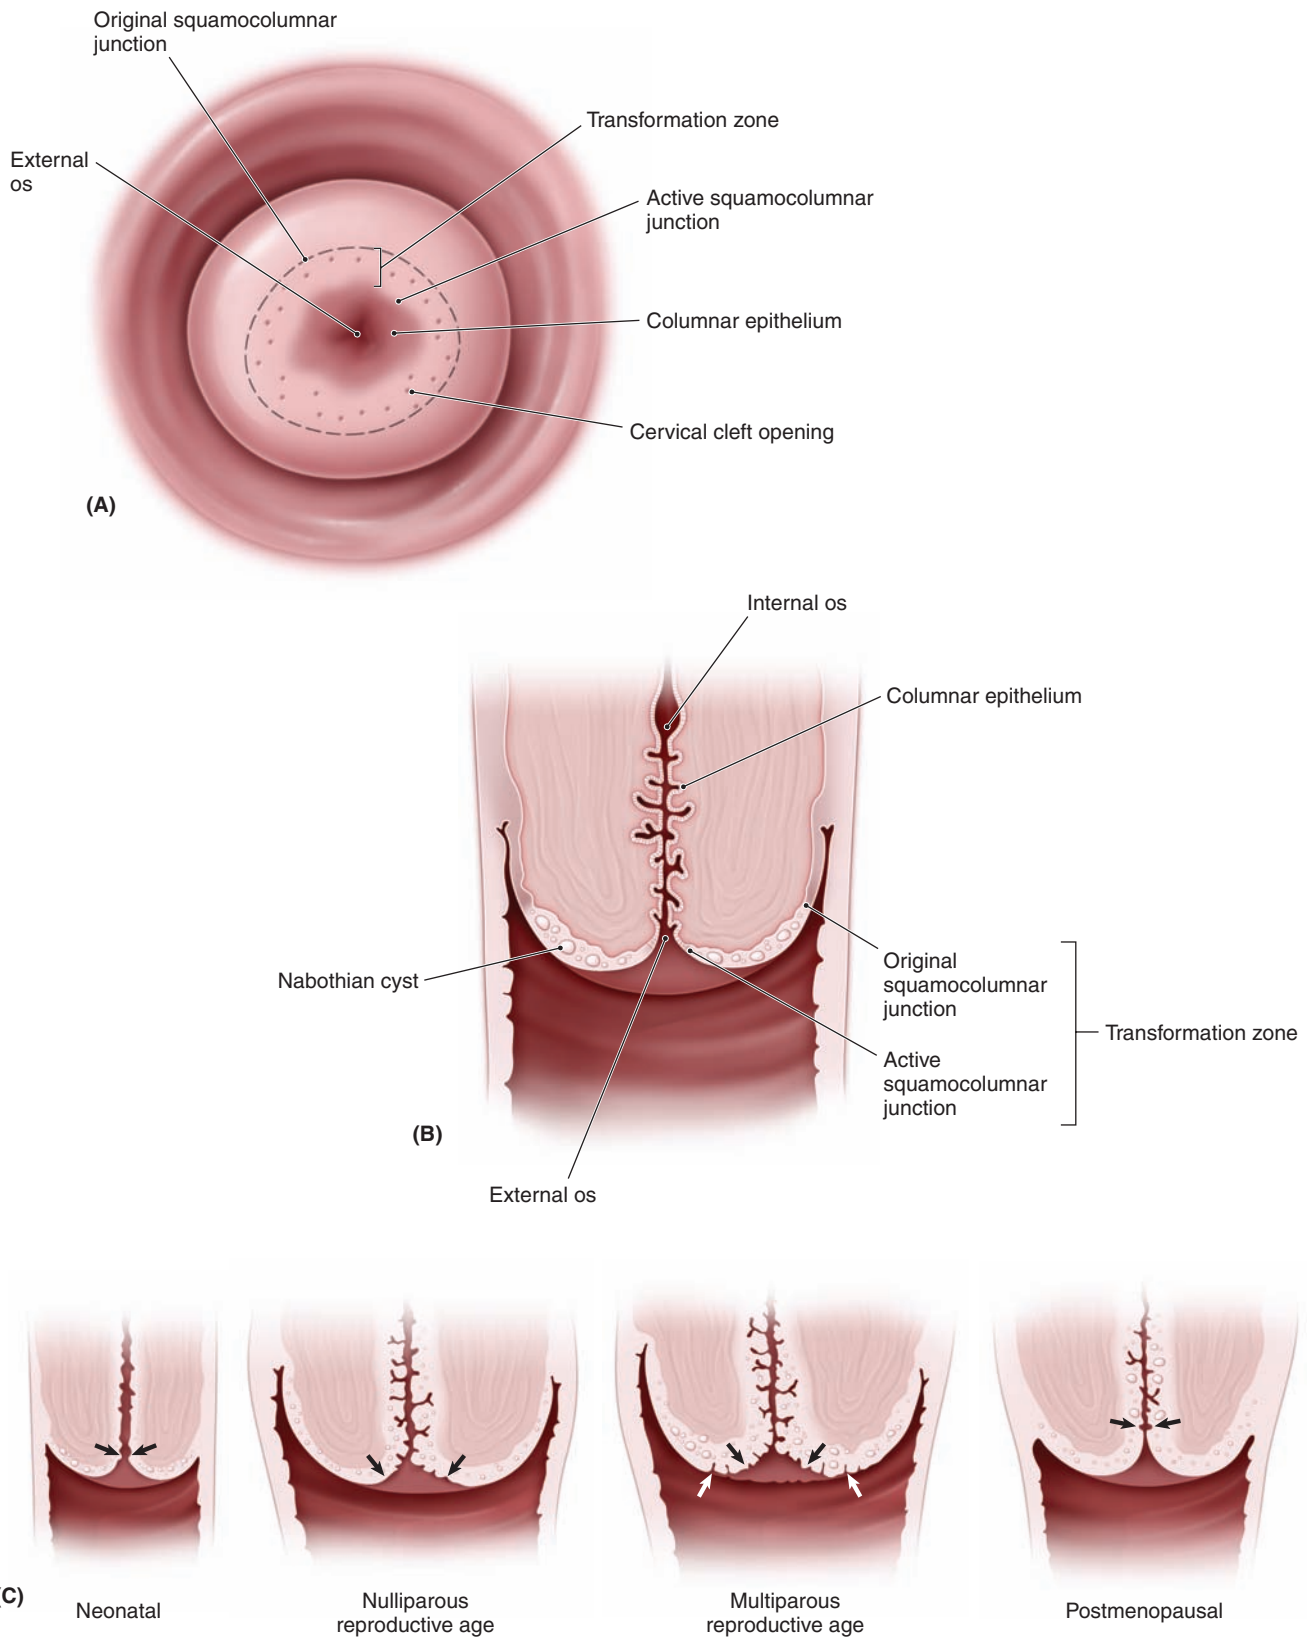 Original squamocolumnar
junction
Transformation zone
External
os
Active squamocolumnar
junction
Columnar epithelium
Cervical cleft opening
(A)
Internal os
Columnar epithelium
Nabothian cyst
Original
squamocolumnar
junction
Transformation zone
Active
squamocolumnar
junction
(B)
External os
(C)
Neonatal
Nulliparous
reproductive age
Multiparous
reproductive age
Postmenopausal